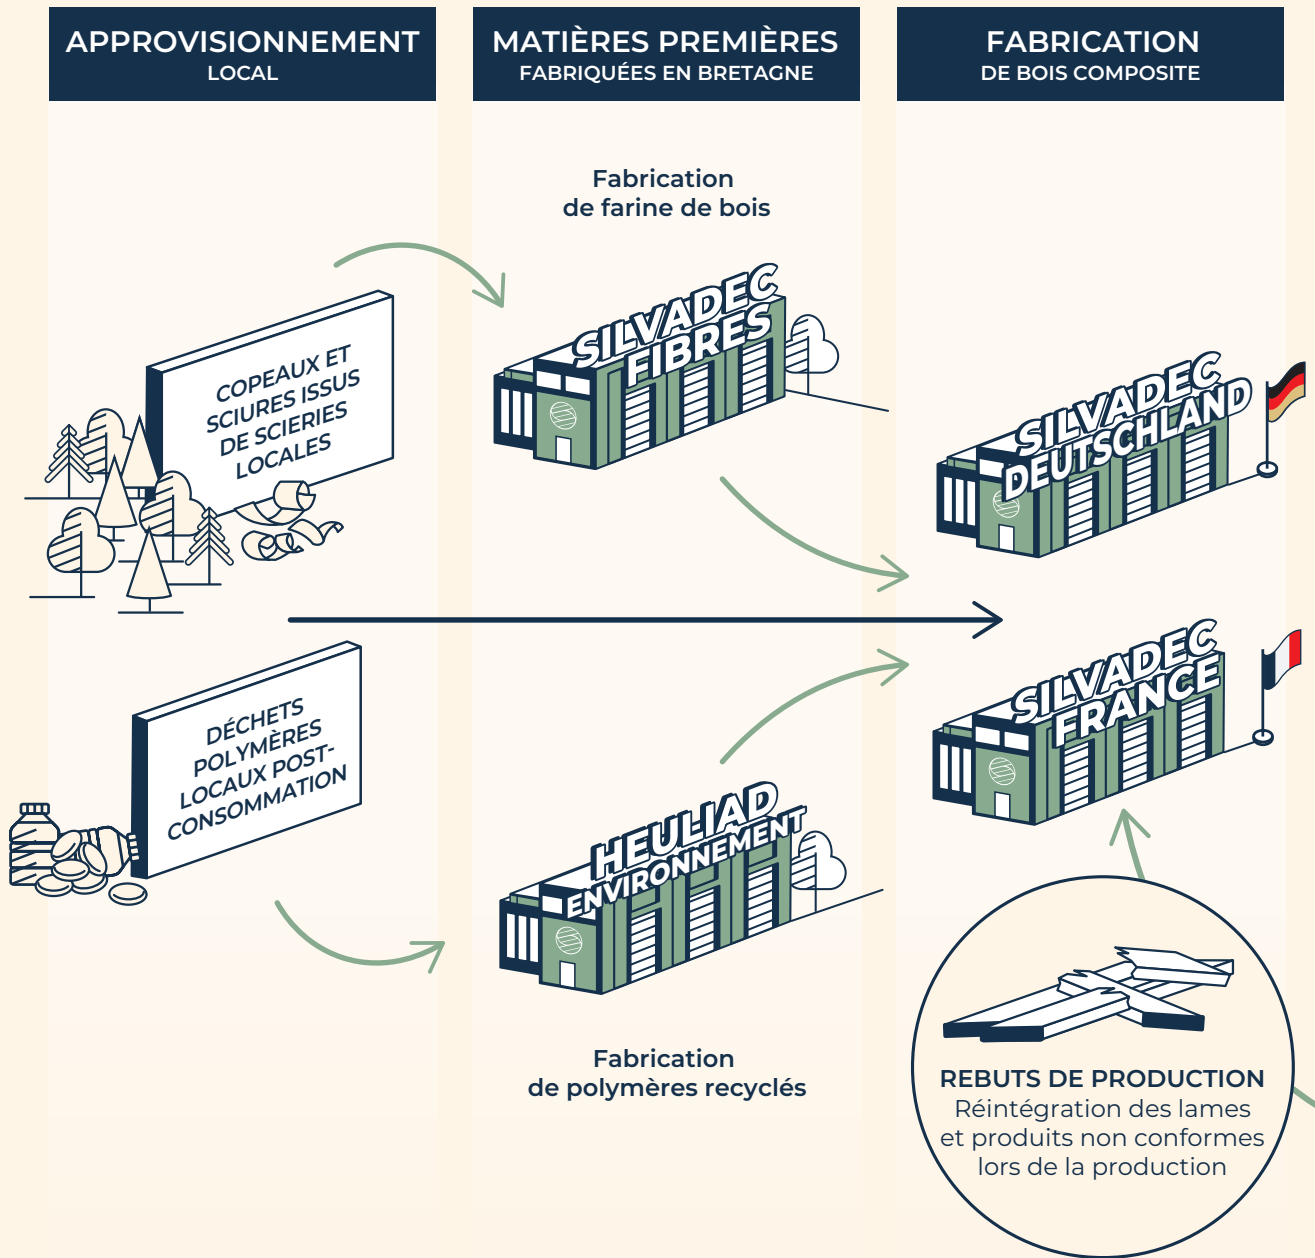 APPROVISIONNEMENT
LOCAL
MATIÈRES PREMIÈRES
FABRIQUÉES EN BRETAGNE
FABRICATION
DE BOIS COMPOSITE
Fabrication
de farine de bois
COPEAUX ET
SCIURES ISSUS
DE SCIERIES
LOCALES
SILVADEC
FIBRES
SILVADEC
DEUTSCHLAND
DÉCHETS
POLYMÈRES
LOCAUX POST-
CONSOMMATION
SILVADEC
FRANCE
HEULIAD
ENVIRONNEMENT
Fabrication
de polymères recyclés
REBUTS DE PRODUCTION
Réintégration des lames
et produits non conformes
lors de la production